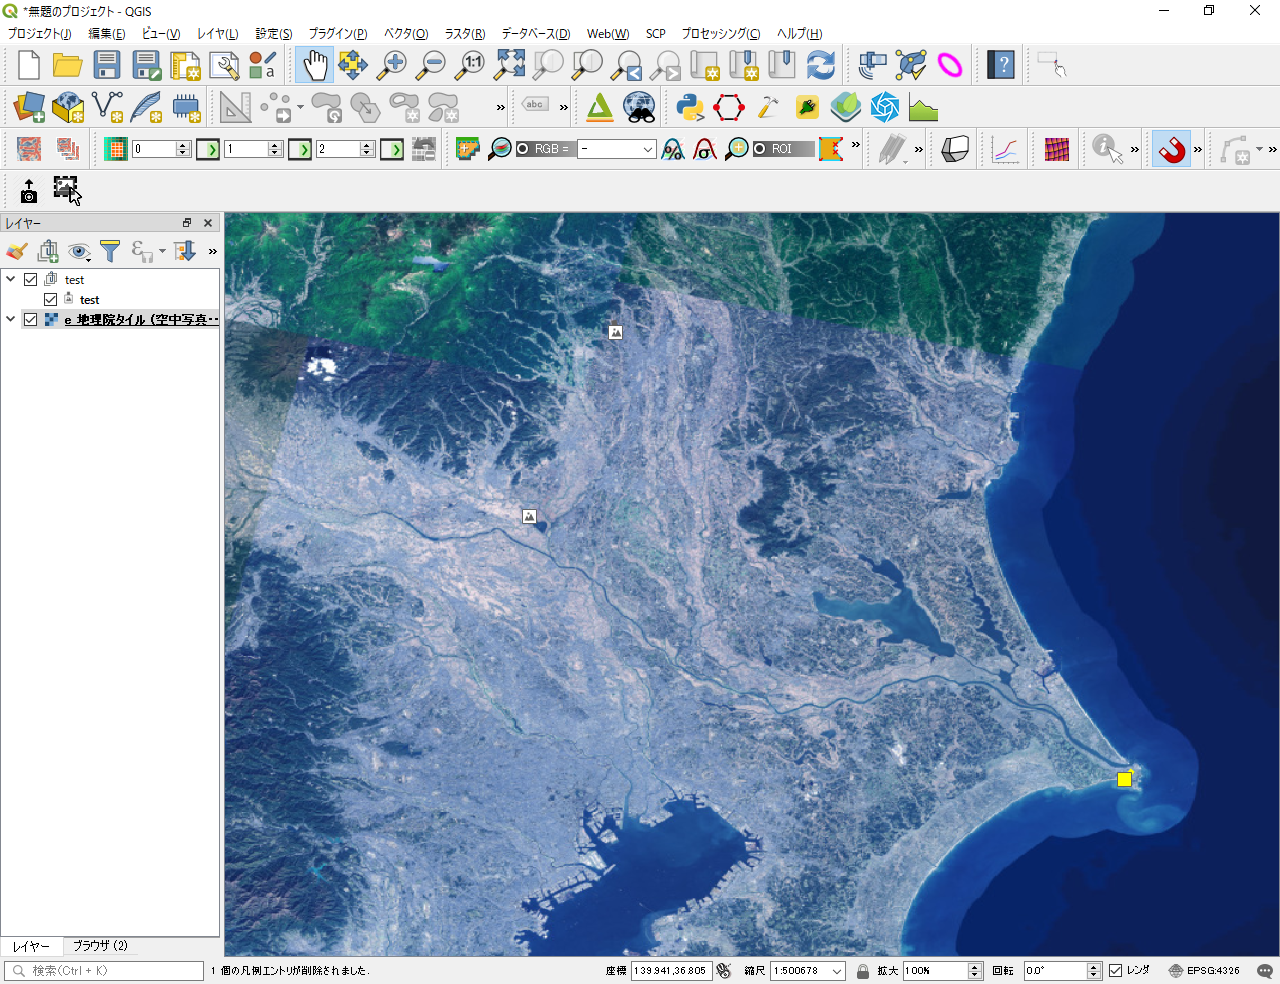 *無題のプロジェクト - QGIS
プロジェクト(J) 編集(E) ビュー(V) レイヤ(L) 設定(S) プラグイン(P) ベクタ(O) ラスタ(R) データベース(D) Web(W) SCP プロセッシング(C) ヘルプ(H)
1:1
a
?
» abc »
0 1 2 RGB = - ROI » » » » »
レイヤー
ε »
test
test
e_地理院タイル (空中写真…
レイヤー ブラウザ (2)
検索(Ctrl + K) 1 個の凡例エントリが削除されました. 座標 139.941,36.805 縮尺 1:500678 拡大 100% 回転 0.0° レンダ EPSG:4326